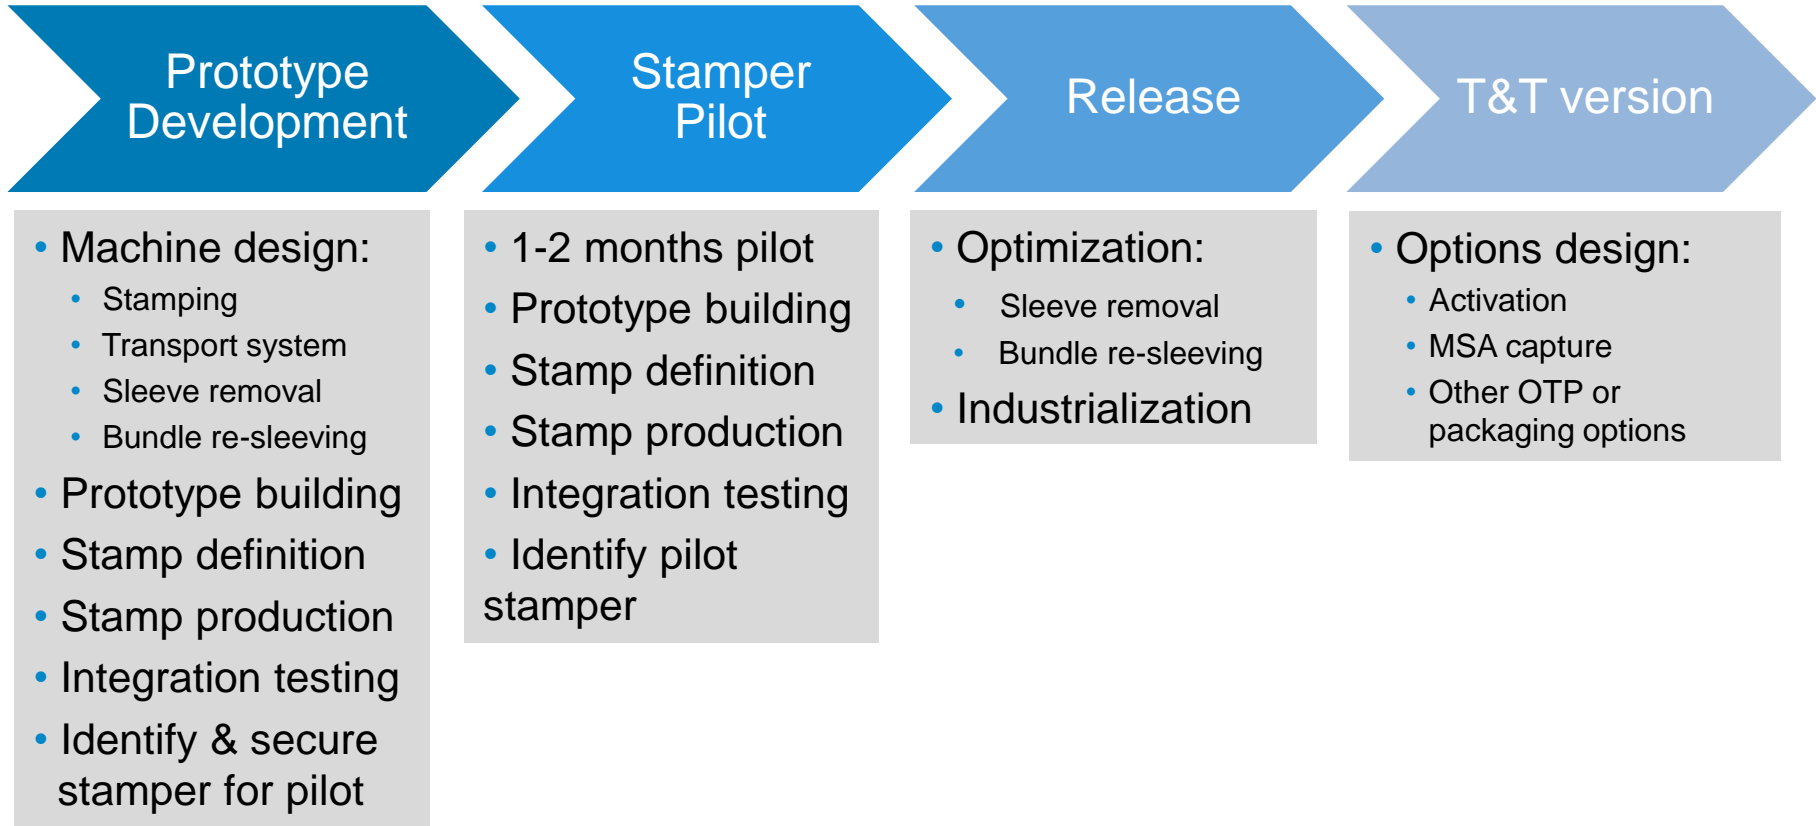 Prototype
Development
Stamper
Pilot
Release
T&T version
• Machine design:
• Stamping
• Transport system
• Sleeve removal
• Bundle re-sleeving
• Prototype building
• Stamp definition
• Stamp production
• Integration testing
• Identify & secure
stamper for pilot
• 1-2 months pilot
• Prototype building
• Stamp definition
• Stamp production
• Integration testing
• Identify pilot
stamper
• Optimization:
• Sleeve removal
• Bundle re-sleeving
• Industrialization
• Options design:
• Activation
• MSA capture
• Other OTP or
packaging options